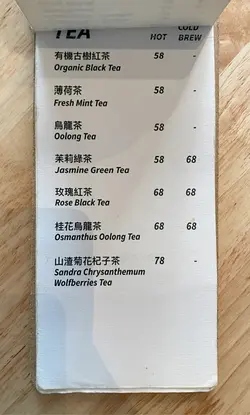 TEA HOT COLD BREW
有機古樹紅茶 58 -
Organic Black Tea
薄荷茶 58 -
Fresh Mint Tea
烏龍茶 58 -
Oolong Tea
茉莉綠茶 58 68
Jasmine Green Tea
玫瑰紅茶 68 68
Rose Black Tea
桂花烏龍茶 68 68
Osmanthus Oolong Tea
山渣菊花杞子茶 78 -
Sandra Chrysanthemum
Wolfberries Tea